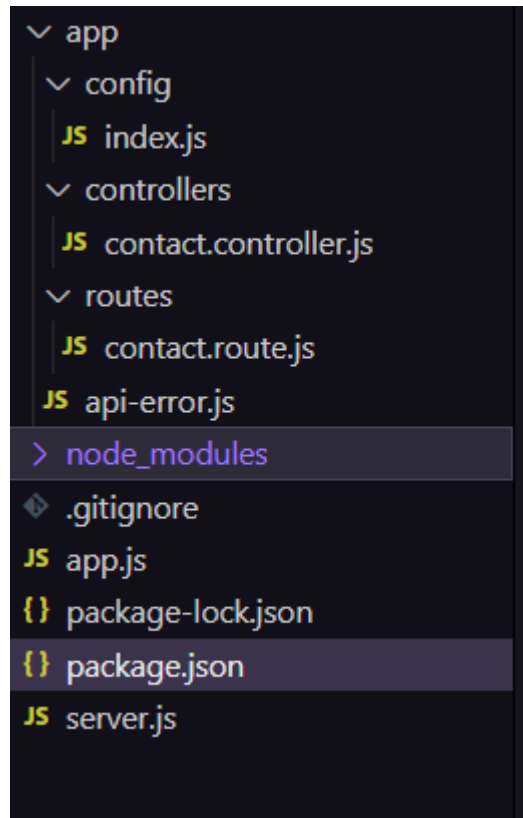 app
config
JS index.js
controllers
JS contact.controller.js
routes
JS contact.route.js
JS api-error.js
node_modules
.gitignore
JS app.js
{} package-lock.json
{} package.json
JS server.js